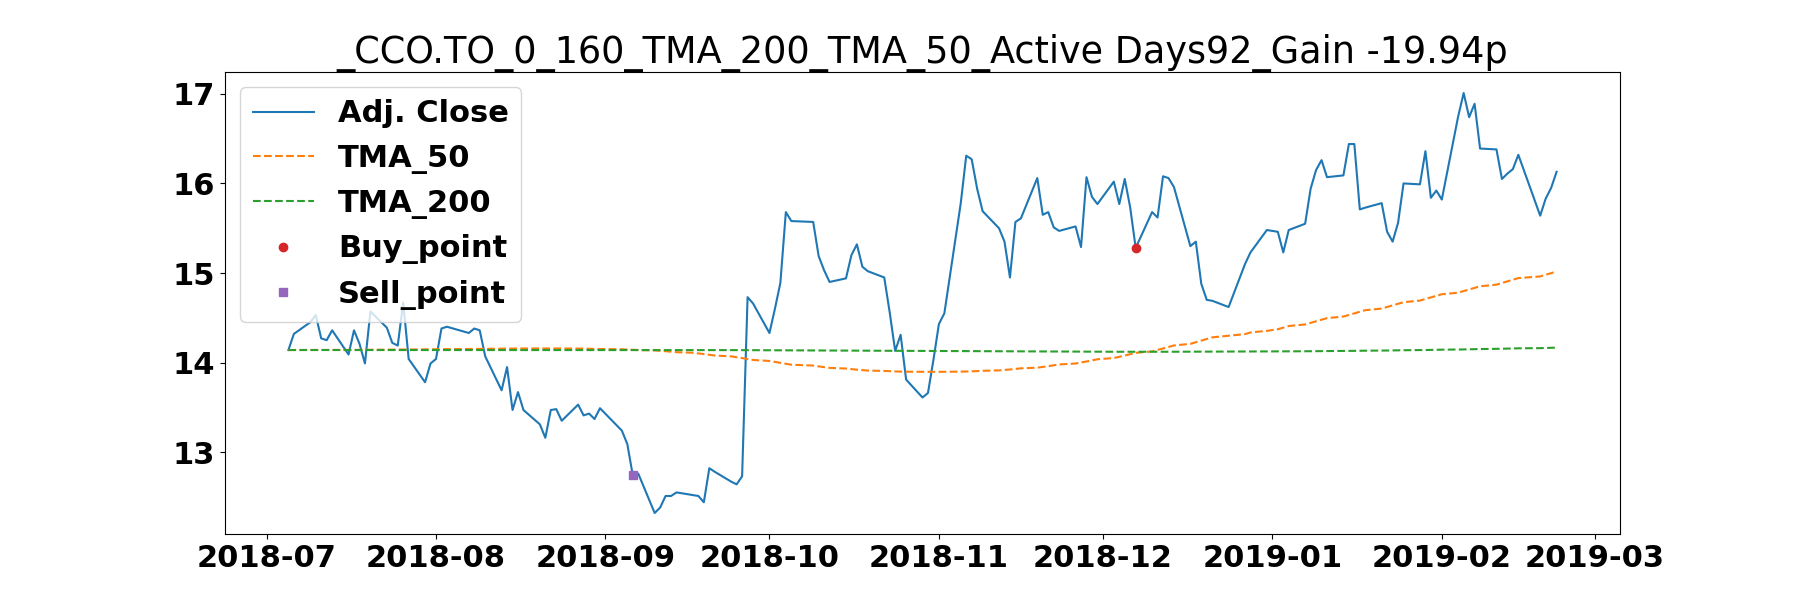 _CCO.TO_0_160_TMA_200_TMA_50_Active Days92_Gain -19.94p
17
16
15
14
13
Adj. Close
TMA_50
TMA_200
Buy_point
Sell_point
2018-07 2018-08 2018-09 2018-10 2018-11 2018-12 2019-01 2019-02 2019-03